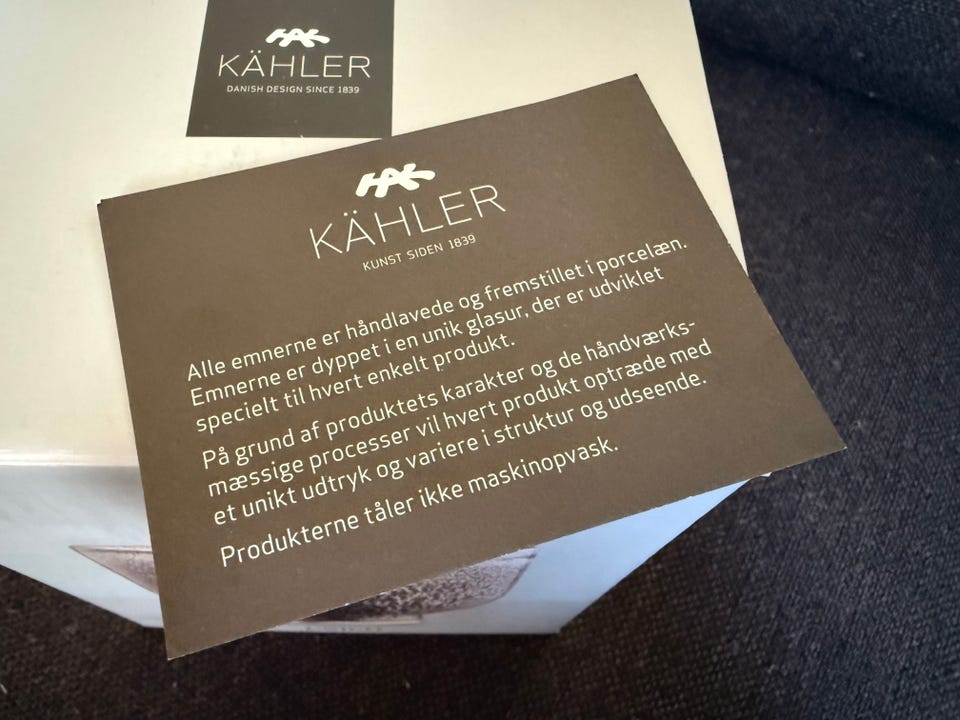 HAK
KÄHLER
DANISH DESIGN SINCE 1839
HAK
KÄHLER
KUNST SIDEN 1839
Alle emnerne er håndlavede og fremstillet i porcelæn.
Emnerne er dyppet i en unik glasur, der er udviklet
specielt til hvert enkelt produkt.
På grund af produktets karakter og de håndværks-
mæssige processer vil hvert produkt optræde med
et unikt udtryk og variere i struktur og udseende.
Produkterne tåler ikke maskinopvask.